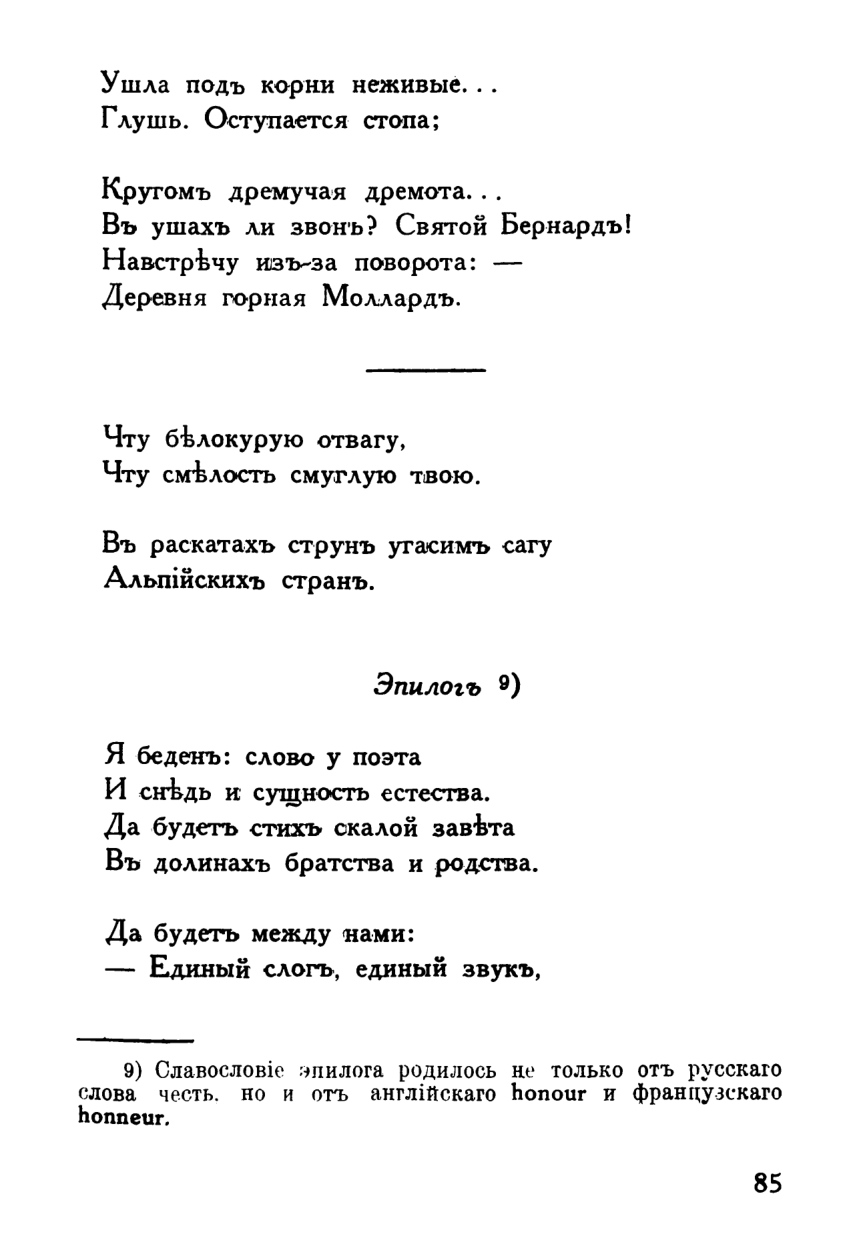 Ушла подъ корни неживые. . .
Глушь. Оступается стопа;
Кругомъ дремучая дремота. . .
Въ ушахъ ли звонъ? Святой Бернардъ!
Навстрѣчу изъ-за поворота: —
Деревня горная Моллардъ.
Чту бѣлокурую отвагу,
Чту смѣлость смуглую твою.
Въ раскатахъ струнъ угасимъ сагу
Альпійскихъ странъ.
Эпилогъ 9)
Я беденъ: слово у поэта
И снѣдь и сущность естества.
Да будетъ стихъ скалой завѣта
Въ долинахъ братства и родства.
Да будетъ между нами:
— Единый слогъ, единый звукъ,
9) Славословіе эпилога родилось не только отъ русскаго
слова честь. но и отъ англійскаго honour и французскаго
honneur.
85